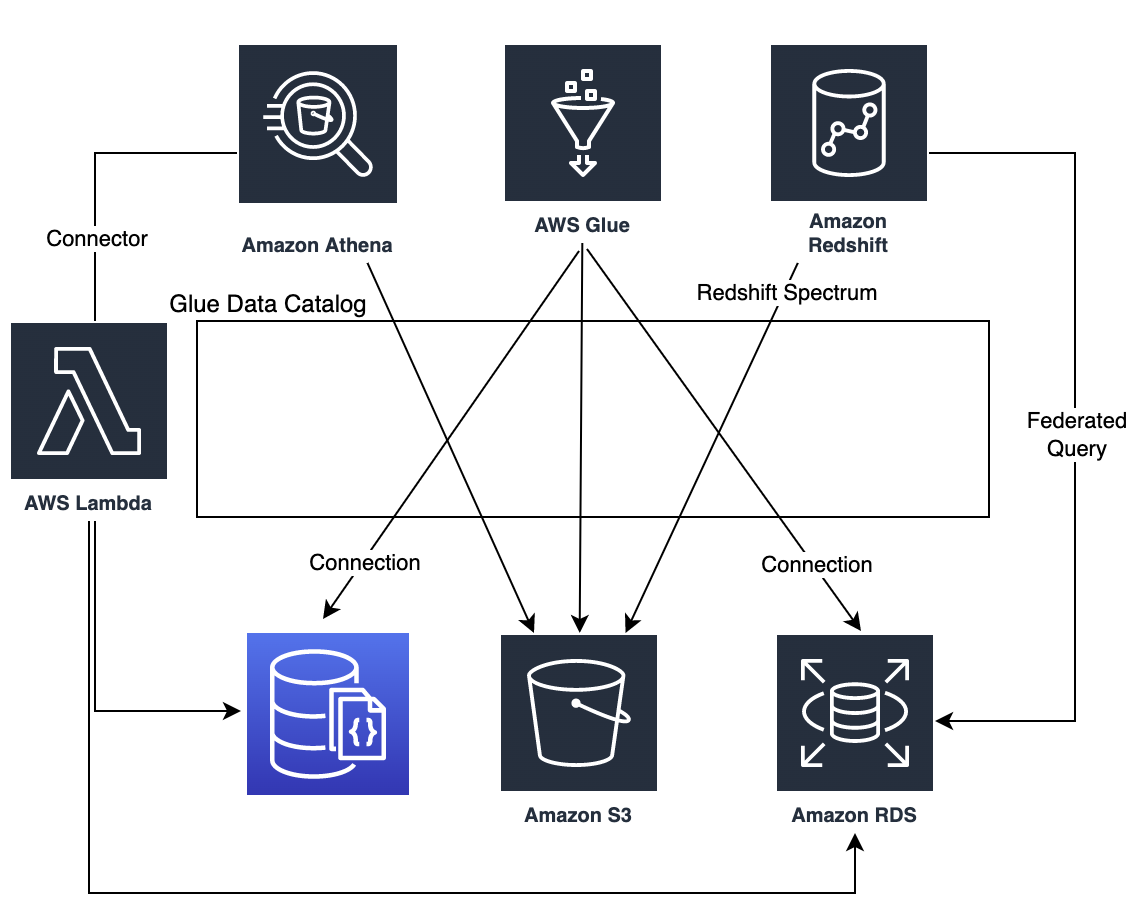 Amazon Athena
AWS Glue
Amazon
Redshift
Connector
Redshift Spectrum
Glue Data Catalog
Federated
Query
AWS Lambda
Connection
Connection
{}
Amazon S3
Amazon RDS